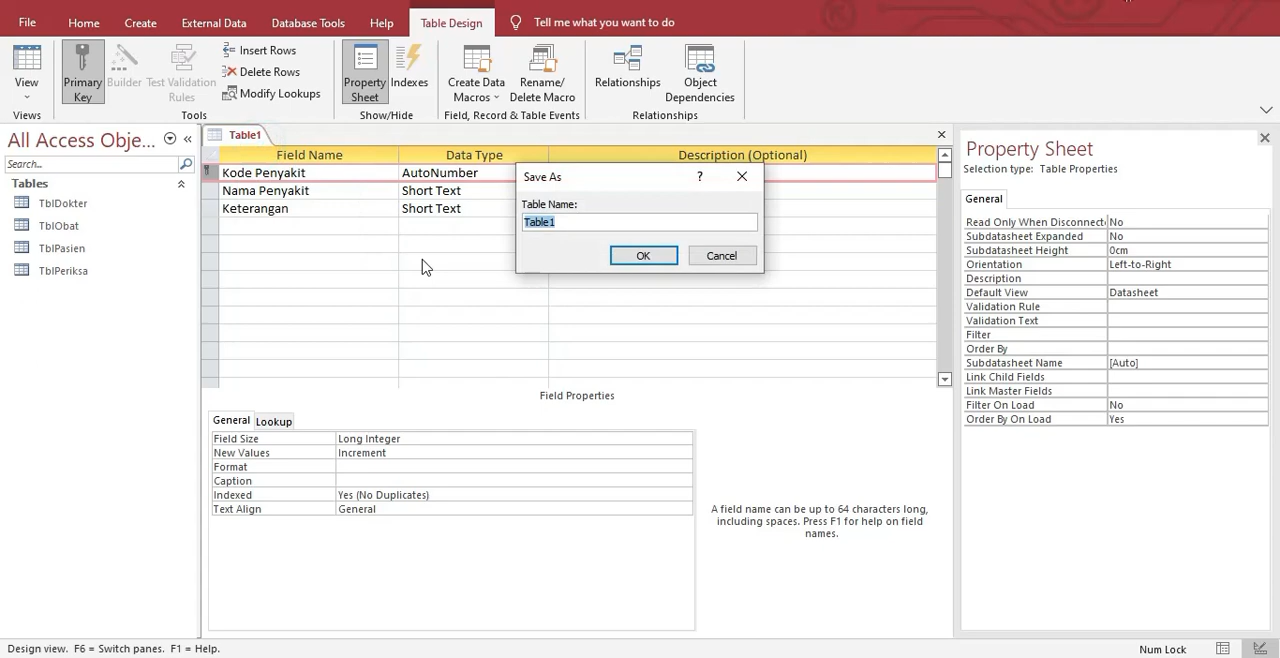 File Home Create External Data Database Tools Help Table Design Tell me what you want to do
View
Primary Key
Builder
Test Validation Rules
Insert Rows
Delete Rows
Modify Lookups
Property Sheet
Indexes
Create Data Macros
Rename/ Delete Macro
Relationships
Object Dependencies
Views Tools Show/Hide Field, Record & Table Events Relationships
All Access Obje...
Search...
Tables
TblDokter
TblObat
TblPasien
TblPeriksa
Table1
Field Name Data Type Description (Optional)
Kode Penyakit AutoNumber
Nama Penyakit Short Text
Keterangan Short Text
Save As ?
Table Name:
Table1
OK Cancel
Field Properties
General Lookup
Field Size Long Integer
New Values Increment
Format
Caption
Indexed Yes (No Duplicates)
Text Align General
A field name can be up to 64 characters long,
including spaces. Press F1 for help on field
names.
Property Sheet
Selection type: Table Properties
General
Read Only When Disconnecte No
Subdatasheet Expanded No
Subdatasheet Height 0cm
Orientation Left-to-Right
Description
Default View Datasheet
Validation Rule
Validation Text
Filter
Order By
Subdatasheet Name [Auto]
Link Child Fields
Link Master Fields
Filter On Load No
Order By On Load Yes
Design view. F6 = Switch panes. F1 = Help. Num Lock